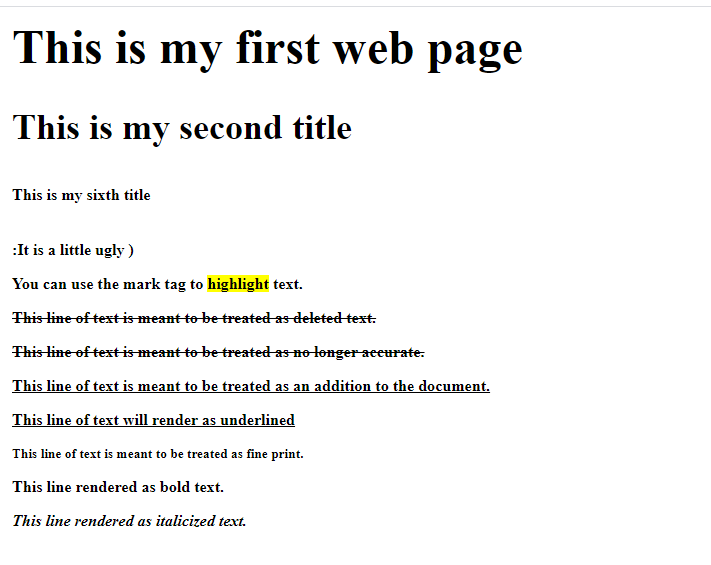 This is my first web page
This is my second title
This is my sixth title
:It is a little ugly )
You can use the mark tag to highlight text.
This line of text is meant to be treated as deleted text.
This line of text is meant to be treated as no longer accurate.
This line of text is meant to be treated as an addition to the document.
This line of text will render as underlined
This line of text is meant to be treated as fine print.
This line rendered as bold text.
This line rendered as italicized text.